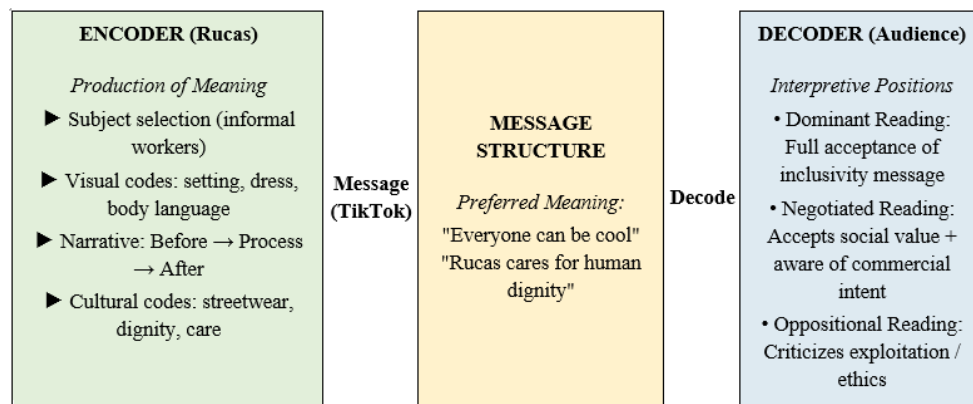 ENCODER (Rucas)
Production of Meaning
► Subject selection (informal
workers)
► Visual codes: setting, dress,
body language
► Narrative: Before → Process
→ After
► Cultural codes: streetwear,
dignity, care
Message
(TikTok)
MESSAGE
STRUCTURE
Preferred Meaning:
"Everyone can be cool"
"Rucas cares for human
dignity"
Decode
DECODER (Audience)
Interpretive Positions
• Dominant Reading:
Full acceptance of
inclusivity message
• Negotiated Reading:
Accepts social value +
aware of commercial
intent
• Oppositional Reading:
Criticizes exploitation /
ethics